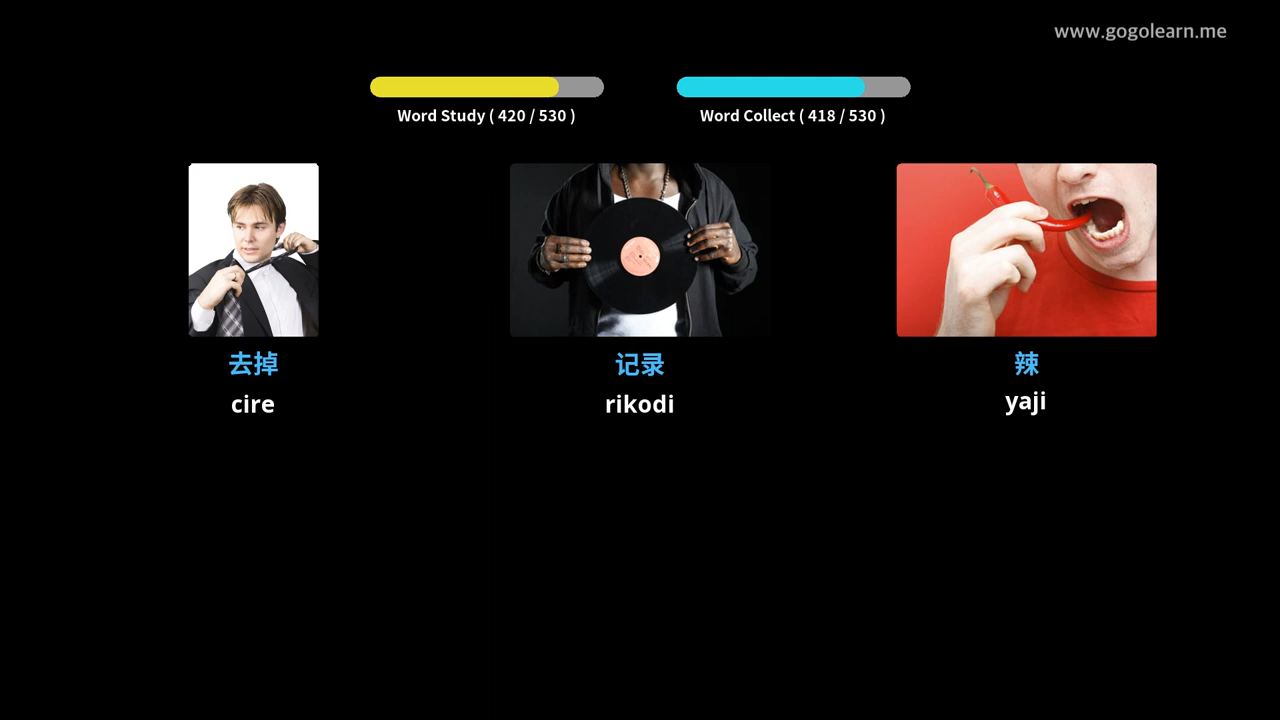 www.gogolearn.me
Word Study ( 420 / 530 )
Word Collect ( 418 / 530 )
去掉
记录
辣
cire
rikodi
yaji